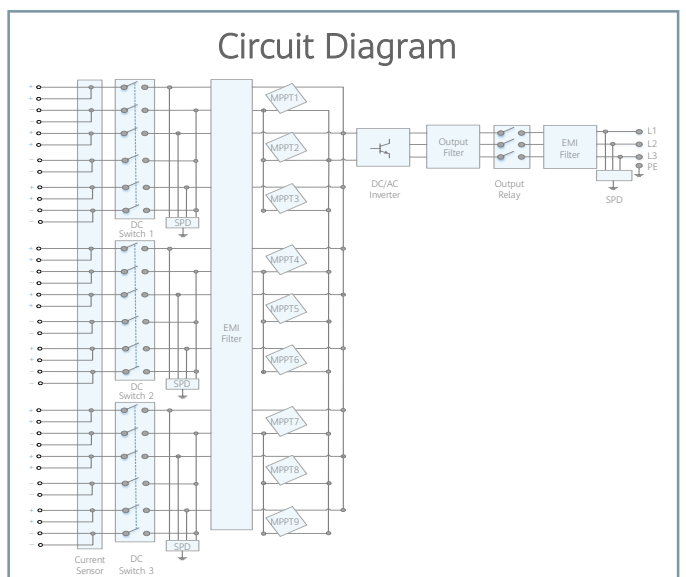 Circuit Diagram
MPPT1
MPPT2
MPPT3
SPD
DC
Switch 1
MPPT4
MPPT5
MPPT6
SPD
DC
Switch 2
MPPT7
MPPT8
MPPT9
SPD
Current
Sensor
DC
Switch 3
EMI
Filter
DC/AC
Inverter
Output
Filter
Output
Relay
EMI
Filter
L1
L2
L3
PE
SPD